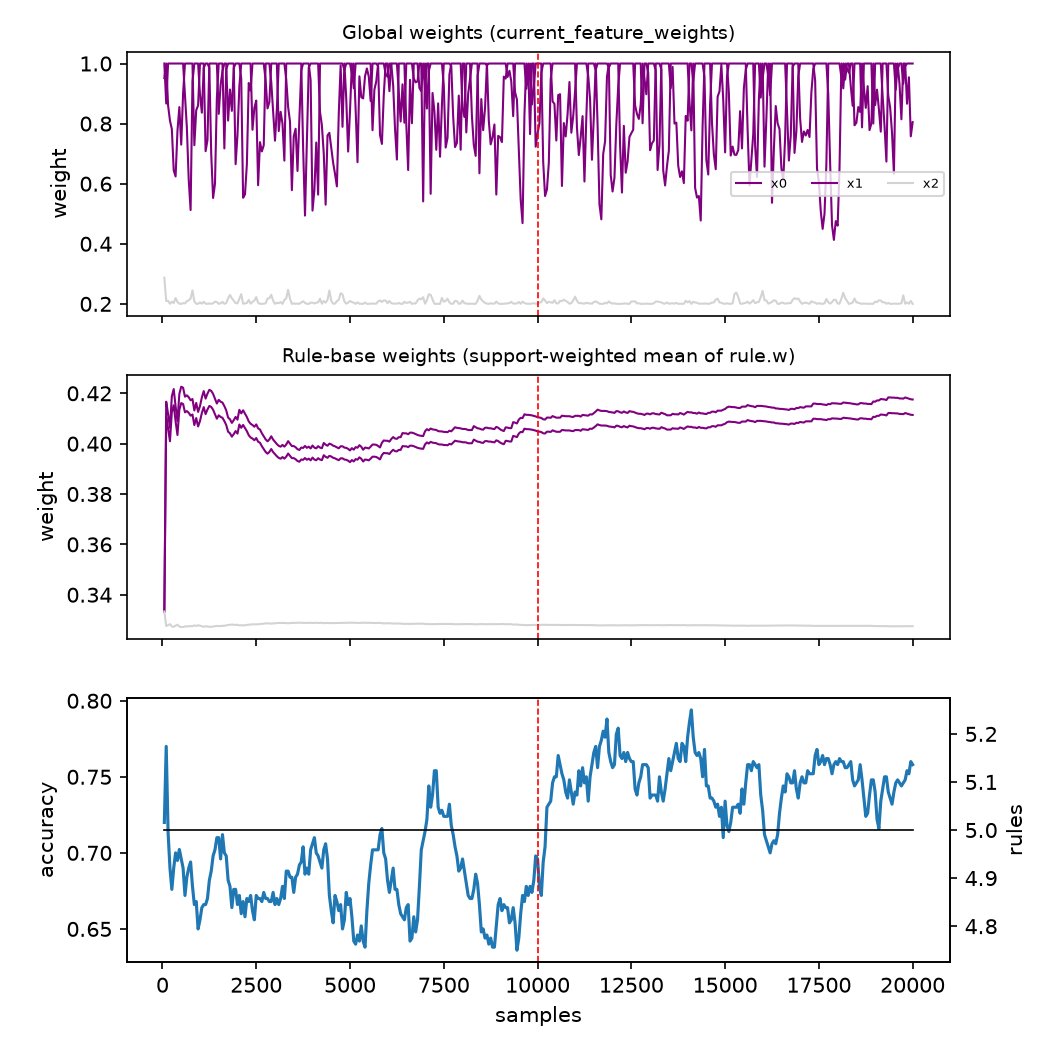 Global weights (current_feature_weights)
1.0
0.8
0.6
0.4
0.2
weight
x0 x1 x2
Rule-base weights (support-weighted mean of rule.w)
0.42
0.40
0.38
0.36
0.34
weight
0.80
0.75
0.70
0.65
accuracy
5.2
5.1
5.0
4.9
4.8
rules
0 2500 5000 7500 10000 12500 15000 17500 20000
samples